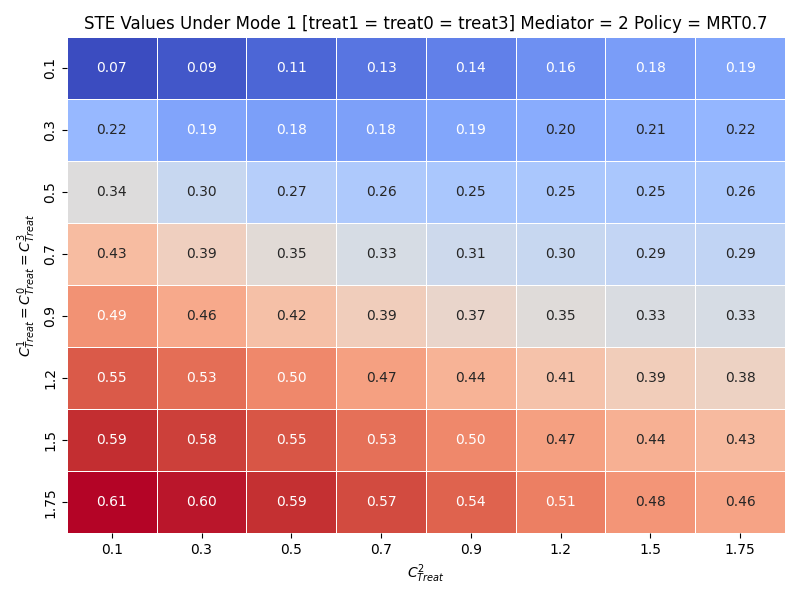 STE Values Under Mode 1 [treat1 = treat0 = treat3] Mediator = 2 Policy = MRT0.7
0.1 0.07 0.09 0.11 0.13 0.14 0.16 0.18 0.19
0.3 0.22 0.19 0.18 0.18 0.19 0.20 0.21 0.22
0.5 0.34 0.30 0.27 0.26 0.25 0.25 0.25 0.26
0.7 0.43 0.39 0.35 0.33 0.31 0.30 0.29 0.29
0.9 0.49 0.46 0.42 0.39 0.37 0.35 0.33 0.33
1.2 0.55 0.53 0.50 0.47 0.44 0.41 0.39 0.38
1.5 0.59 0.58 0.55 0.53 0.50 0.47 0.44 0.43
1.75 0.61 0.60 0.59 0.57 0.54 0.51 0.48 0.46
0.1 0.3 0.5 0.7 0.9 1.2 1.5 1.75
$C^{1}_{Treat} = C^{0}_{Treat} = C^{3}_{Treat}$
$C^{2}_{Treat}$